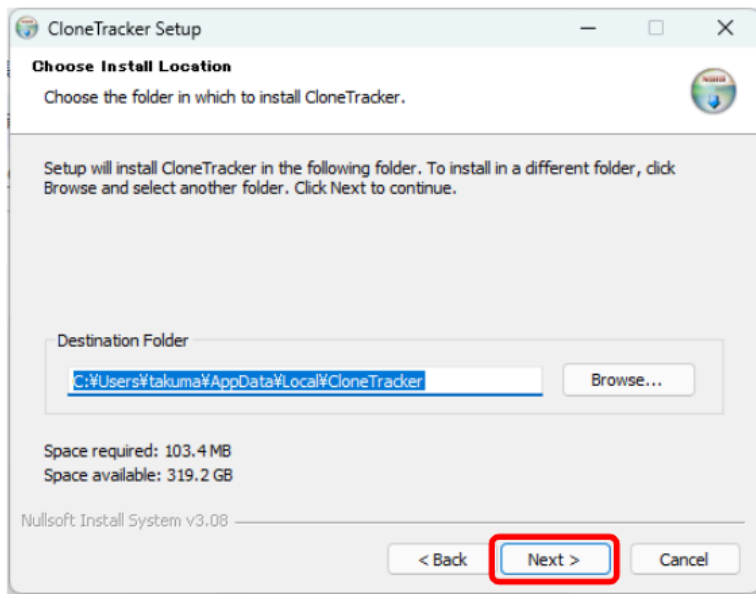 CloneTracker Setup
Choose Install Location
Choose the folder in which to install CloneTracker.
Setup will install CloneTracker in the following folder. To install in a different folder, click
Browse and select another folder. Click Next to continue.
Destination Folder
C:¥Users¥takuma¥AppData¥Local¥CloneTracker
Browse...
Space required: 103.4 MB
Space available: 319.2 GB
Nullsoft Install System v3.08
< Back
Next >
Cancel